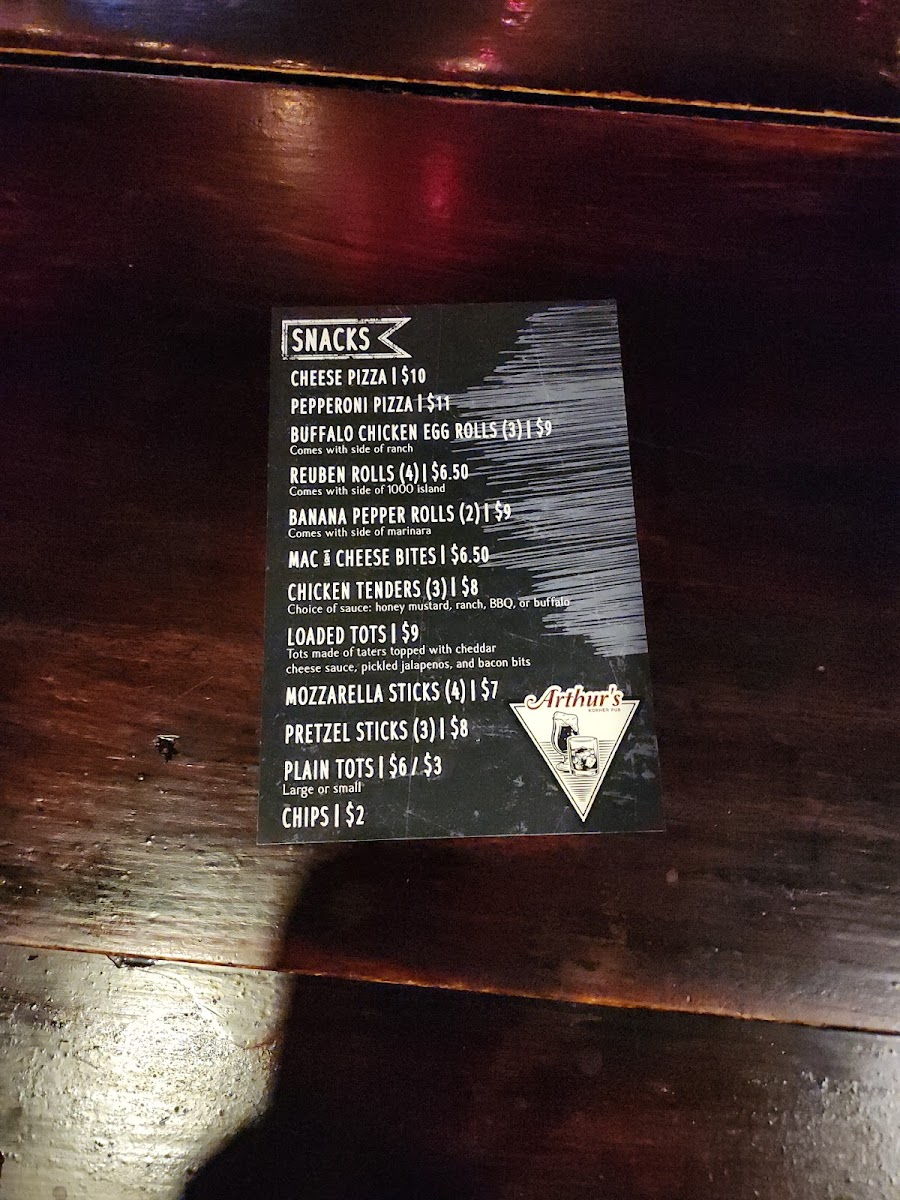 SNACKS
CHEESE PIZZA | $10
PEPPERONI PIZZA | $11
BUFFALO CHICKEN EGG ROLLS (3) | $9
Comes with side of ranch
REUBEN ROLLS (4) | $6.50
Comes with side of 1000 island
BANANA PEPPER ROLLS (2) | $9
Comes with side of marinara
MAC & CHEESE BITES | $6.50
CHICKEN TENDERS (3) | $8
Choice of sauce: honey mustard, ranch, BBQ, or buffalo
LOADED TOTS | $9
Tots made of taters topped with cheddar
cheese sauce, pickled jalapenos, and bacon bits
MOZZARELLA STICKS (4) | $7
PRETZEL STICKS (3) | $8
PLAIN TOTS | $6 / $3
Large or small
CHIPS | $2
Arthur's
KORNER PUB